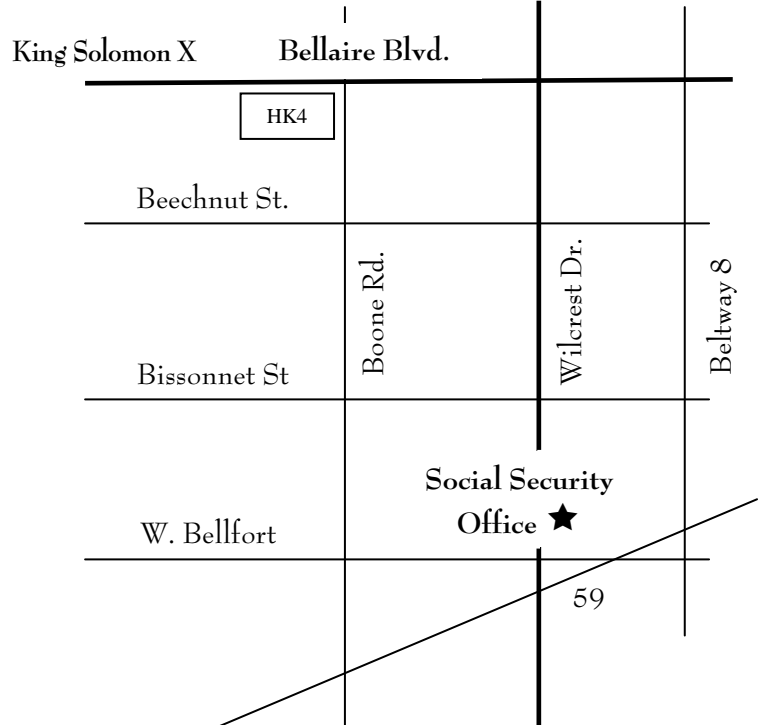 King Solomon X
Bellaire Blvd.
HK4
Beechnut St.
Boone Rd.
Wilcrest Dr.
Beltway 8
Bissonnet St
Social Security
Office
W. Bellfort
59